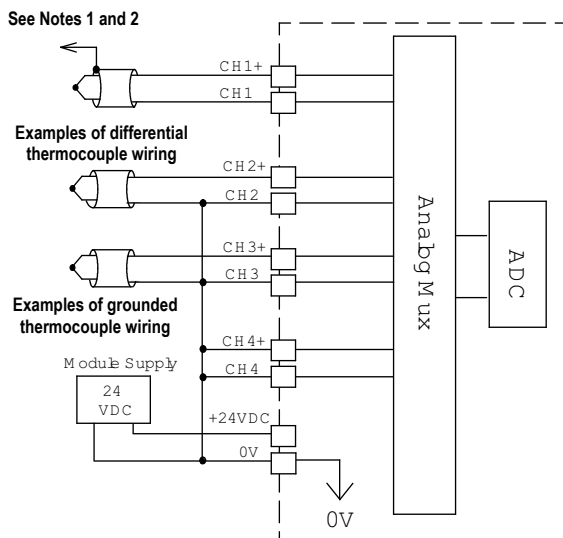 See Notes 1 and 2
CH1+
CH1
Examples of differential
thermocouple wiring
CH2+
CH2
CH3+
CH3
Examples of grounded
thermocouple wiring
CH4+
CH4
Module Supply
24
VDC
+24VDC
0V
0V
Analog Mux
ADC